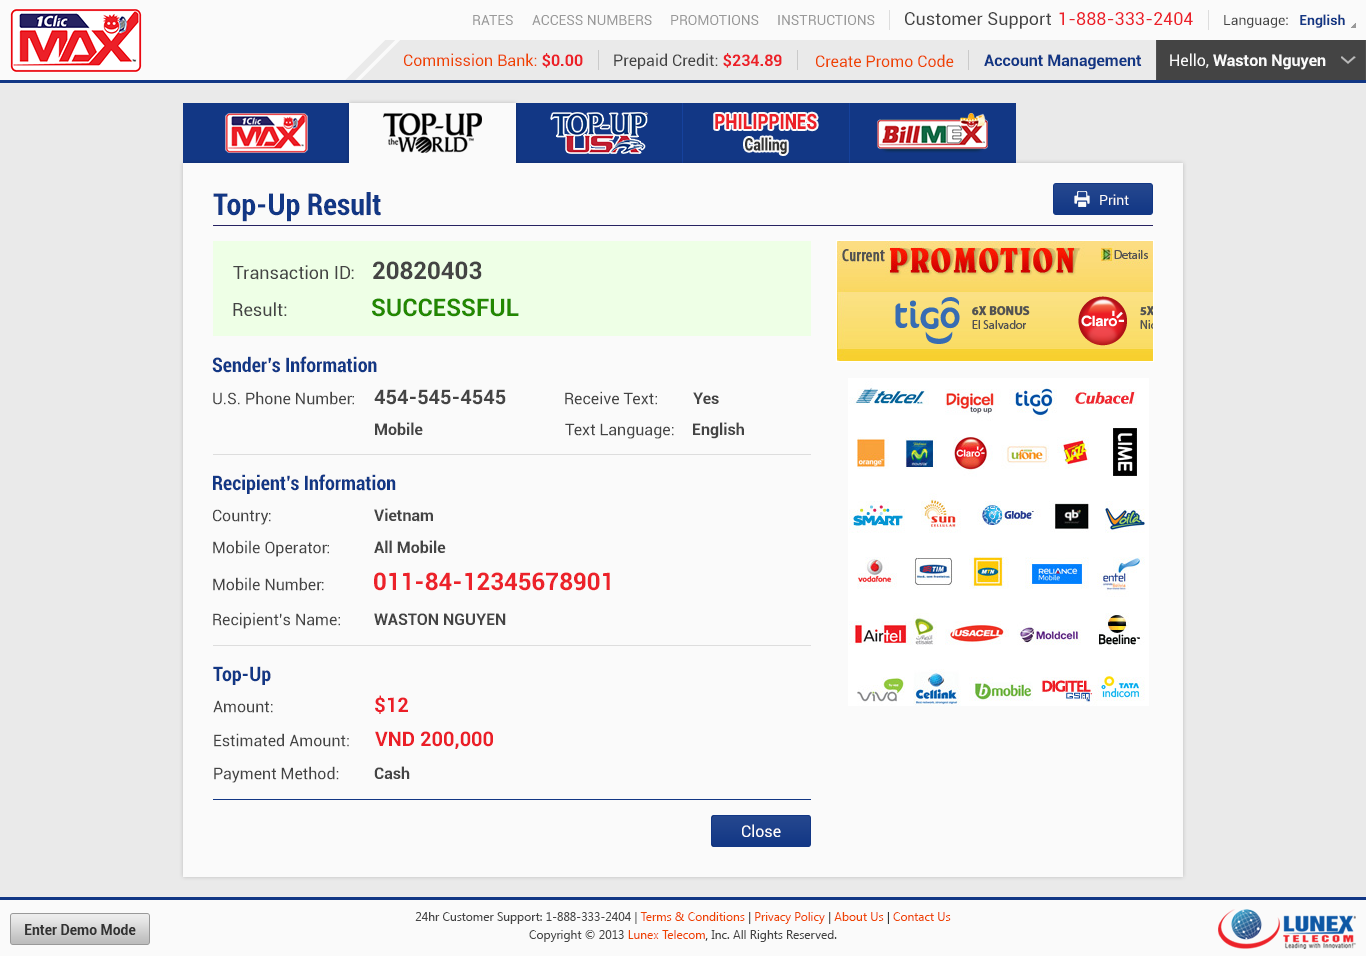 1Clic
MAX
RATES ACCESS NUMBERS PROMOTIONS INSTRUCTIONS Customer Support 1-888-333-2404 Language: English
Commission Bank: $0.00 Prepaid Credit: $234.89 Create Promo Code Account Management Hello, Waston Nguyen
1Clic MAX TOP-UP the WORLD TOP-UP USA PHILIPPINES Calling BillMEX
Top-Up Result Print
Transaction ID: 20820403
Result: SUCCESSFUL
Current PROMOTION Details
tigo 6X BONUS El Salvador Claro 5X Nic
Sender's Information
U.S. Phone Number: 454-545-4545 Receive Text: Yes
Mobile Text Language: English
Recipient's Information
Country: Vietnam
Mobile Operator: All Mobile
Mobile Number: 011-84-12345678901
Recipient's Name: WASTON NGUYEN
Top-Up
Amount: $12
Estimated Amount: VND 200,000
Payment Method: Cash
Close
telcel Digicel top up tigo Cubacel
orange movistar Claro ufone JAZZ LIME
SMART SUN CELLULAR Globe qb Voilà
vodafone TIM MTN RELIANCE Mobile entel
Airtel etisalat IUSACELL Moldcell Beeline
VIVA Cellink bmobile DIGITEL GSM TATA indicom
Enter Demo Mode
24hr Customer Support: 1-888-333-2404 | Terms & Conditions | Privacy Policy | About Us | Contact Us
Copyright © 2013 Lunex Telecom, Inc. All Rights Reserved.
LUNEX
TELECOM
Leading with Innovation!